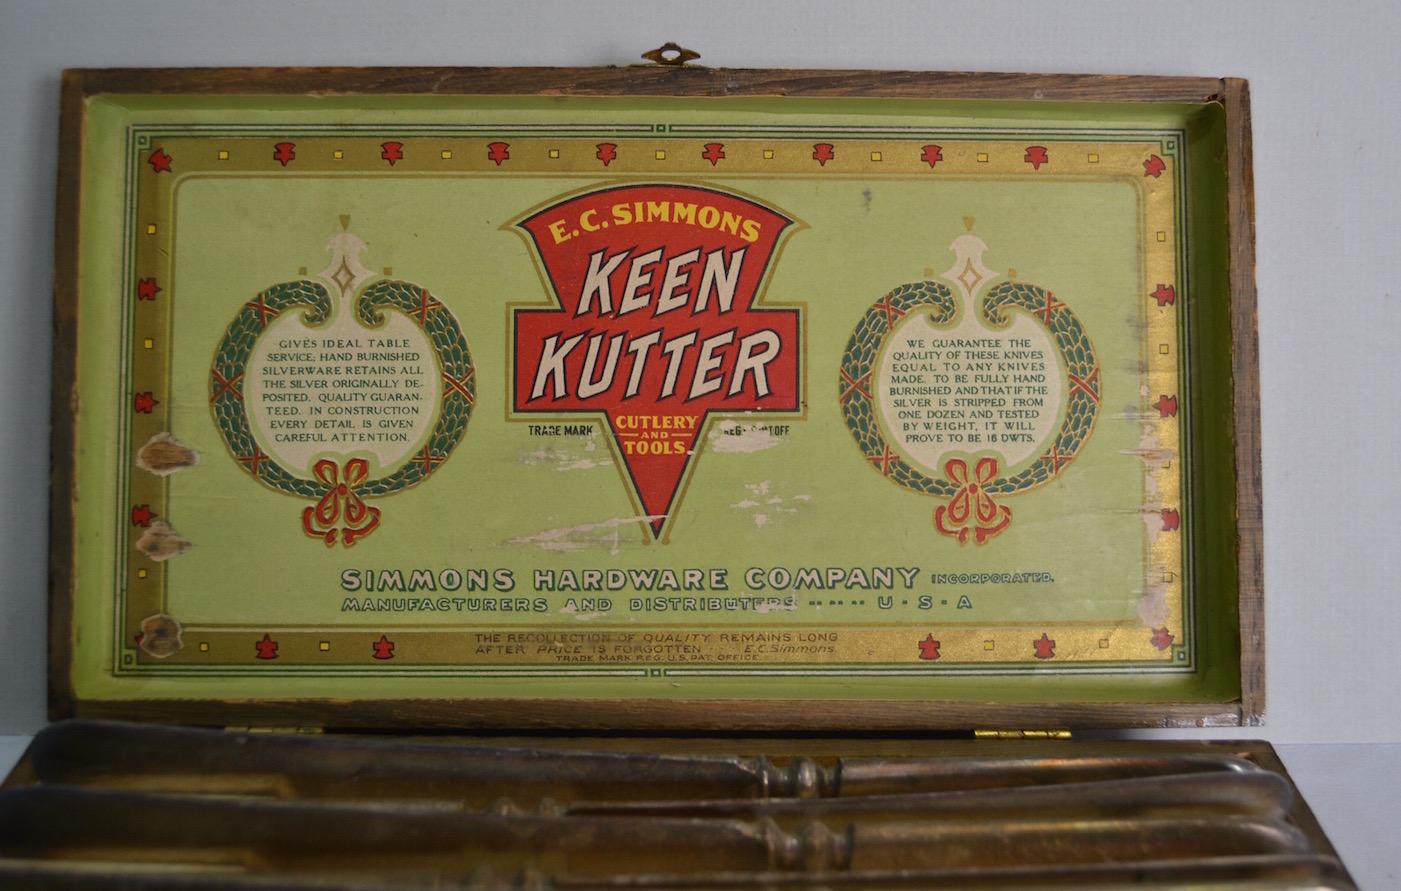 E.C. SIMMONS
KEEN
KUTTER
CUTLERY
AND
TOOLS
TRADE MARK
GIVES IDEAL TABLE
SERVICE; HAND BURNISHED
SILVERWARE RETAINS ALL
THE SILVER ORIGINALLY DE-
POSITED. QUALITY GUARAN-
TEED. IN CONSTRUCTION
EVERY DETAIL IS GIVEN
CAREFUL ATTENTION.
WE GUARANTEE THE
QUALITY OF THESE KNIVES
EQUAL TO ANY KNIVES
MADE. TO BE FULLY HAND
BURNISHED AND THAT IF THE
SILVER IS STRIPPED FROM
ONE DOZEN AND TESTED
BY WEIGHT, IT WILL
PROVE TO BE 16 DWTS.
SIMMONS HARDWARE COMPANY INCORPORATED.
MANUFACTURERS AND DISTRIBUTERS U·S·A
THE RECOLLECTION OF QUALITY REMAINS LONG
AFTER PRICE IS FORGOTTEN E.C. Simmons
TRADE MARK REG. U.S. PAT. OFFICE.